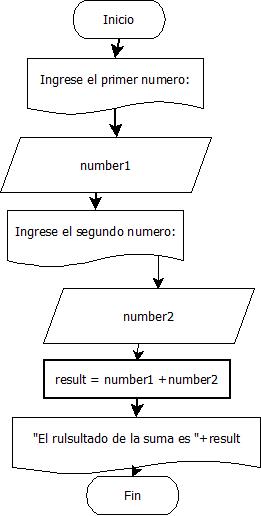 Inicio
Ingrese el primer numero:
number1
Ingrese el segundo numero:
number2
result = number1 +number2
"El rulsultado de la suma es "+result
Fin